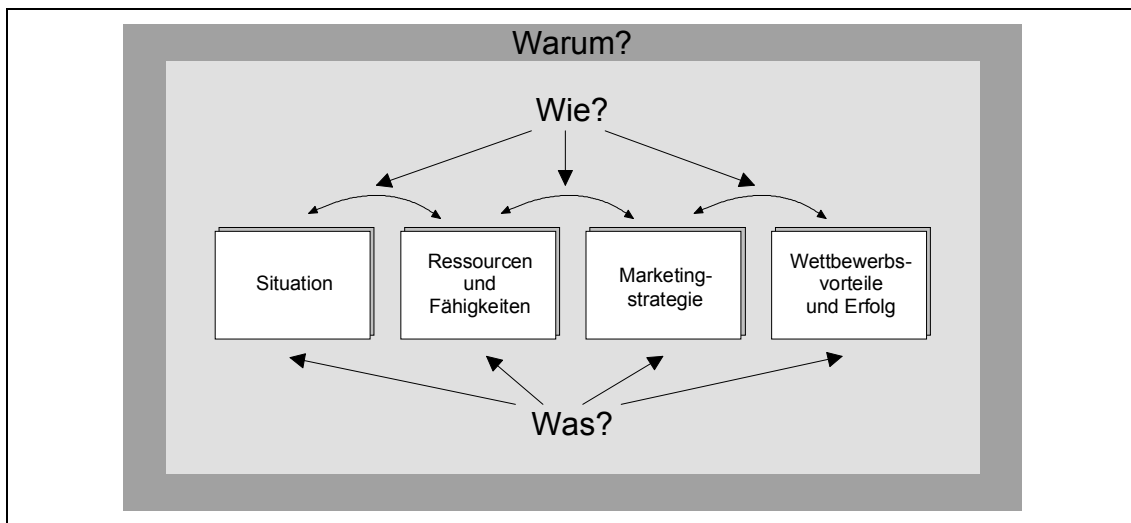 Warum?
Wie?
Situation
Ressourcen
und
Fähigkeiten
Marketing-
strategie
Wettbewerbs-
vorteile
und Erfolg
Was?